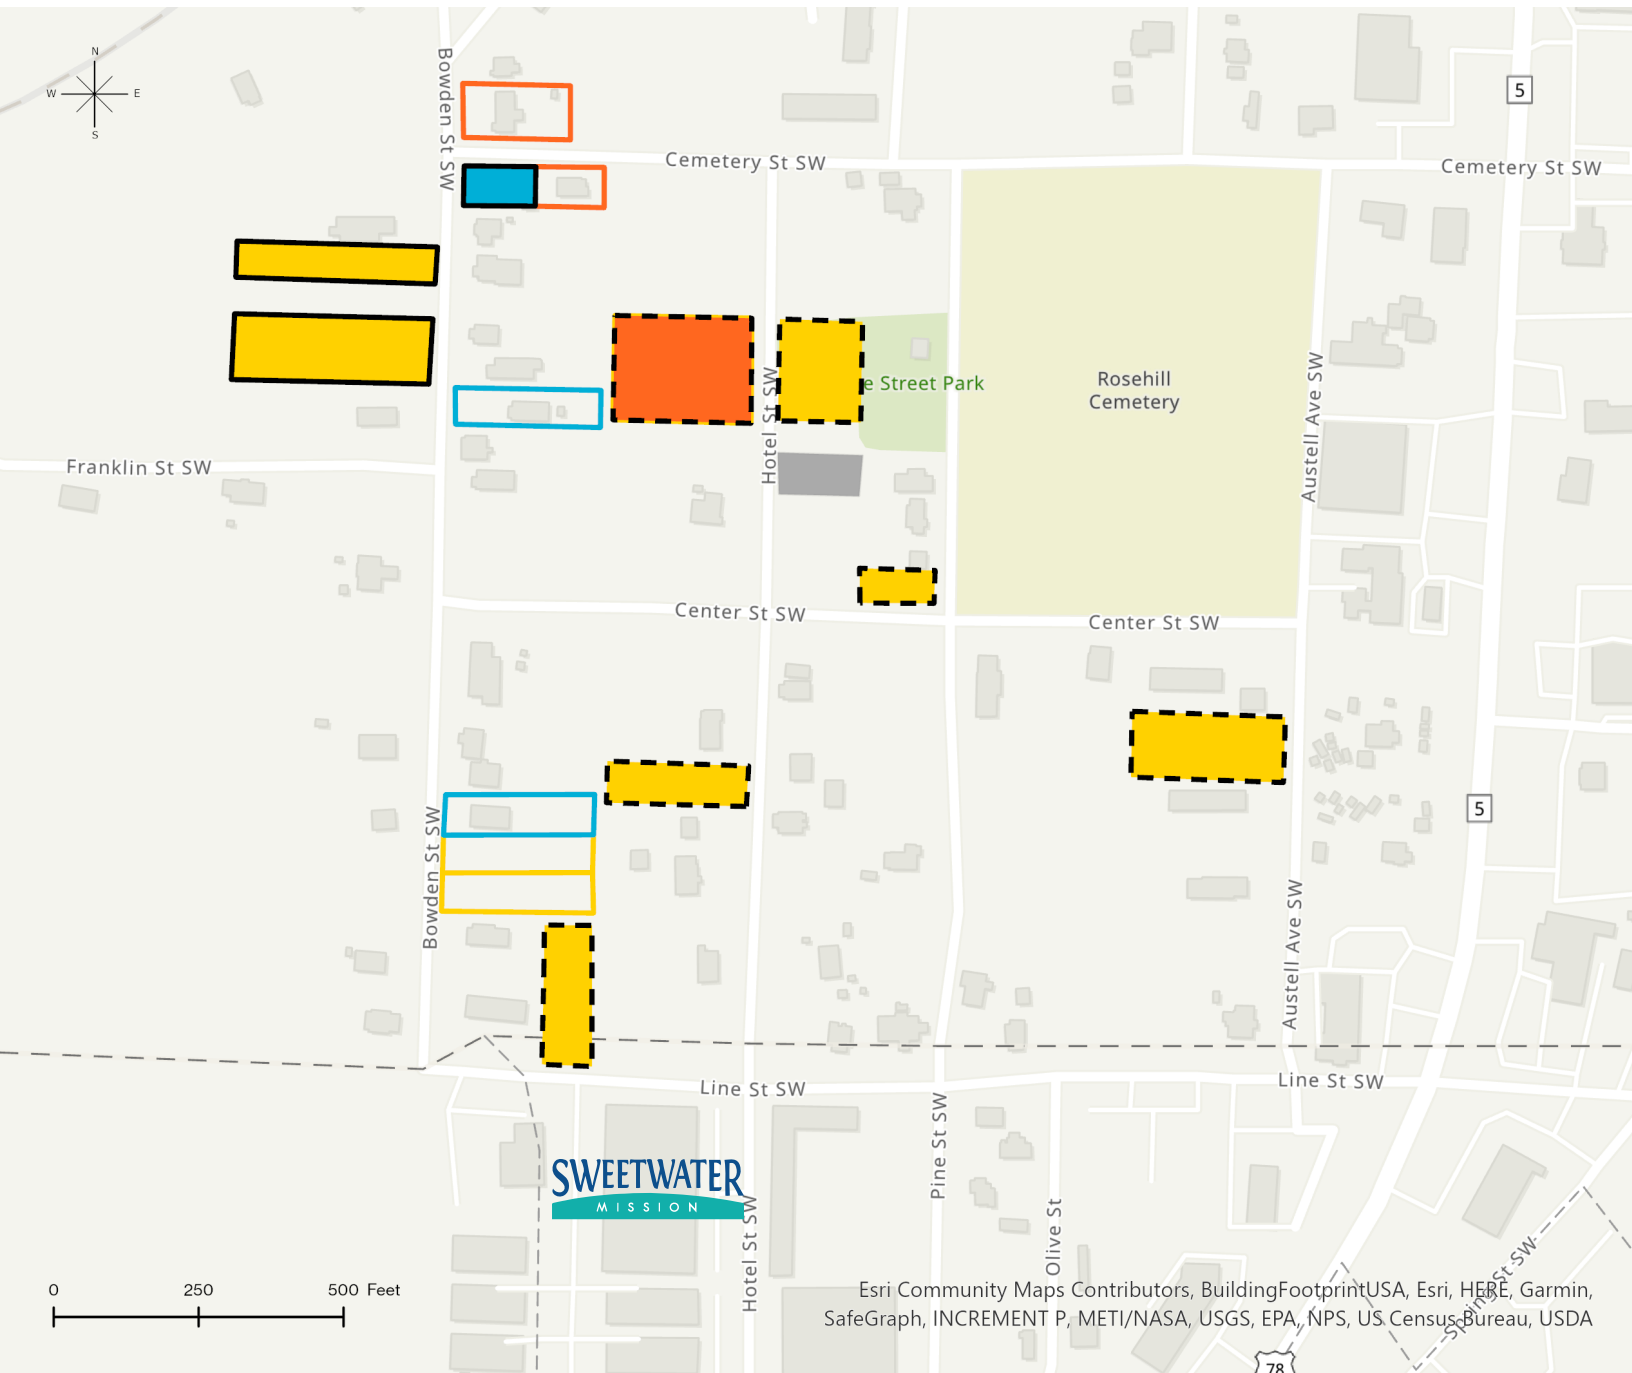 N
W E
S
Bowden St SW
5
Cemetery St SW
Cemetery St SW
Rosehill
Cemetery
e Street Park
Hotel St SW
Austell Ave SW
Franklin St SW
Center St SW
Center St SW
5
Bowden St SW
Austell Ave SW
Line St SW
Line St SW
Pine St SW
SWEETWATER
MISSION
Hotel St SW
Olive St
Spring St SW
0 250 500 Feet
Esri Community Maps Contributors, BuildingFootprintUSA, Esri, HERE, Garmin,
SafeGraph, INCREMENT P, METI/NASA, USGS, EPA, NPS, US Census Bureau, USDA
78